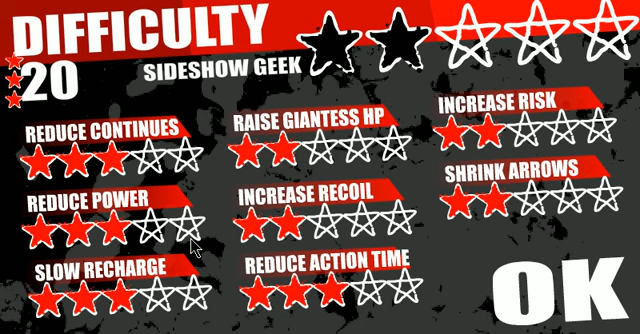 DIFFICULTY
20
SIDESHOW GEEK
REDUCE CONTINUES
RAISE GIANTESS HP
INCREASE RISK
REDUCE POWER
INCREASE RECOIL
SHRINK ARROWS
SLOW RECHARGE
REDUCE ACTION TIME
OK